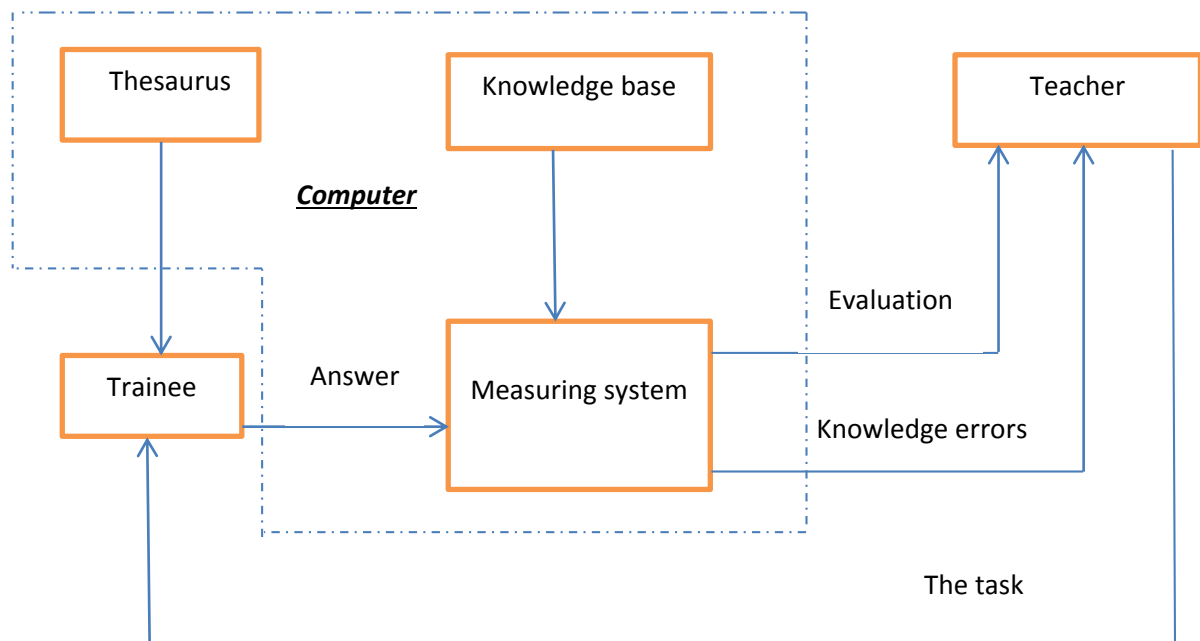 Thesaurus
Knowledge base
Teacher
Computer
Evaluation
Trainee
Answer
Measuring system
Knowledge errors
The task